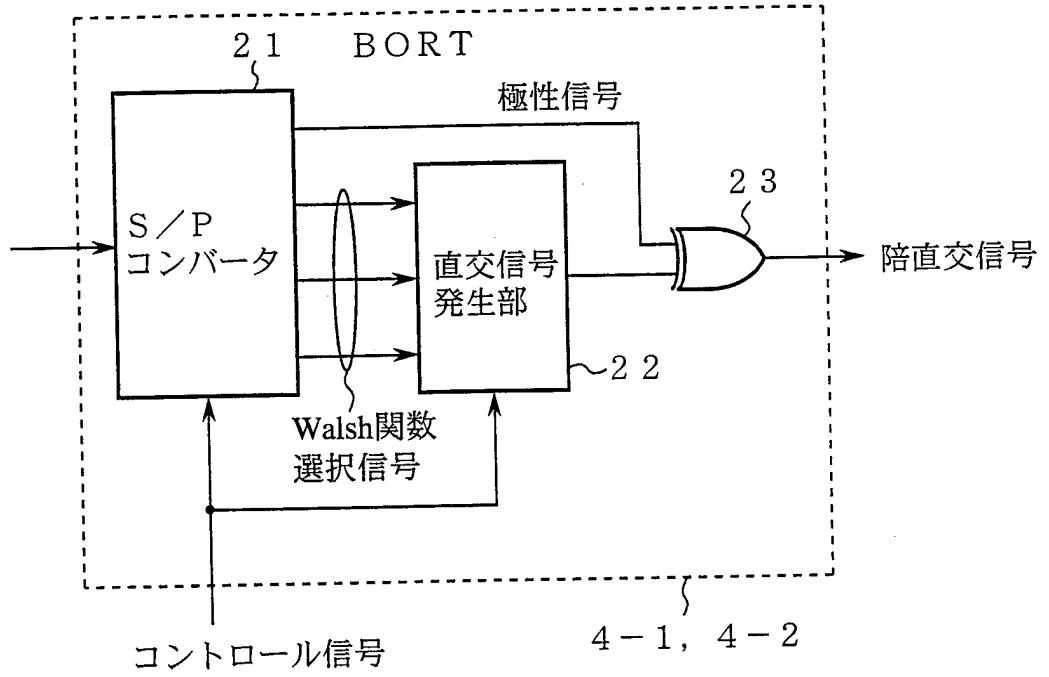 ２１
ＢＯＲＴ
極性信号
Ｓ／Ｐ
コンバータ
直交信号
発生部
２３
陪直交信号
２２
Walsh関数
選択信号
コントロール信号
４－１，４－２